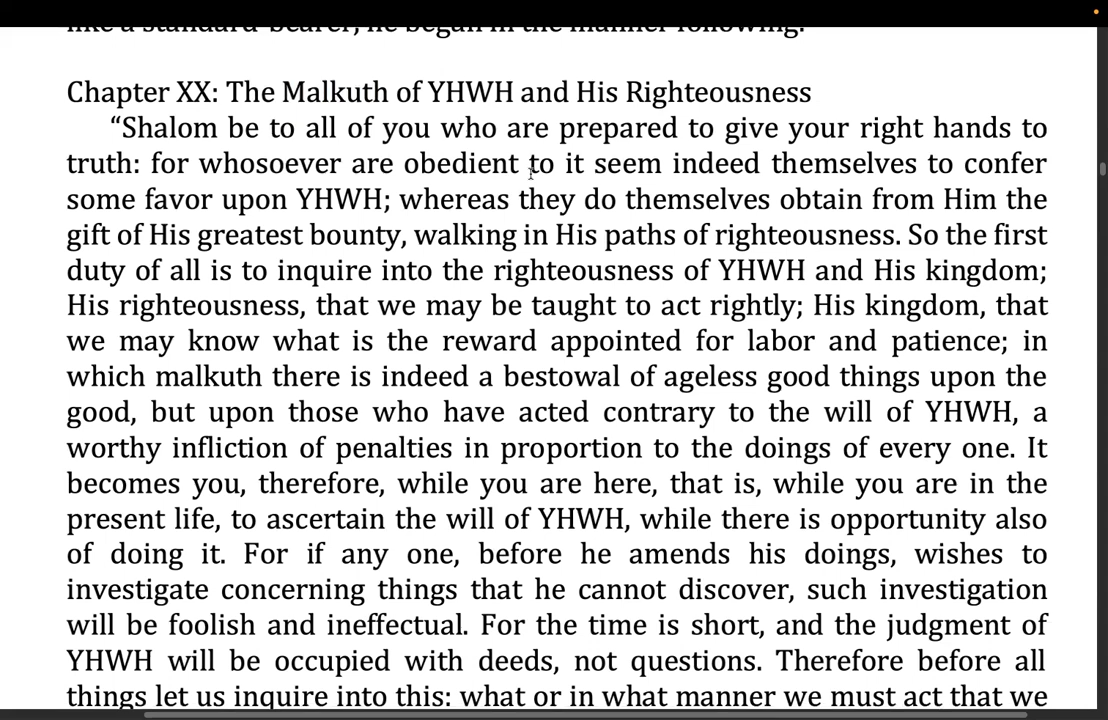 like a standard-bearer, he began in the manner following:
Chapter XX: The Malkuth of YHWH and His Righteousness
“Shalom be to all of you who are prepared to give your right hands to
truth: for whosoever are obedient to it seem indeed themselves to confer
some favor upon YHWH; whereas they do themselves obtain from Him the
gift of His greatest bounty, walking in His paths of righteousness. So the first
duty of all is to inquire into the righteousness of YHWH and His kingdom;
His righteousness, that we may be taught to act rightly; His kingdom, that
we may know what is the reward appointed for labor and patience; in
which malkuth there is indeed a bestowal of ageless good things upon the
good, but upon those who have acted contrary to the will of YHWH, a
worthy infliction of penalties in proportion to the doings of every one. It
becomes you, therefore, while you are here, that is, while you are in the
present life, to ascertain the will of YHWH, while there is opportunity also
of doing it. For if any one, before he amends his doings, wishes to
investigate concerning things that he cannot discover, such investigation
will be foolish and ineffectual. For the time is short, and the judgment of
YHWH will be occupied with deeds, not questions. Therefore before all
things let us inquire into this: what or in what manner we must act that we